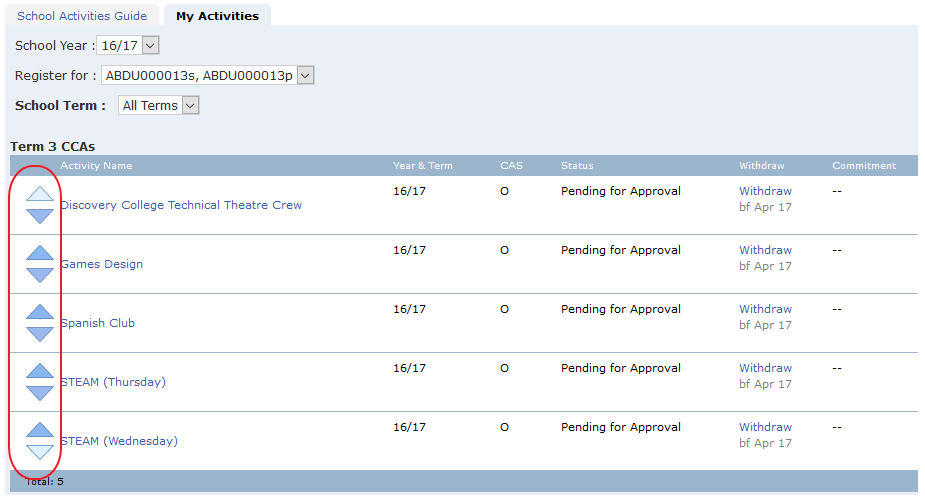 School Activities Guide My Activities
School Year : 16/17
Register for : ABDU000013s, ABDU000013p
School Term : All Terms
Term 3 CCAs
Activity Name Year & Term CAS Status Withdraw Commitment
Discovery College Technical Theatre Crew 16/17 O Pending for Approval Withdraw --
bf Apr 17
Games Design 16/17 O Pending for Approval Withdraw --
bf Apr 17
Spanish Club 16/17 O Pending for Approval Withdraw --
bf Apr 17
STEAM (Thursday) 16/17 O Pending for Approval Withdraw --
bf Apr 17
STEAM (Wednesday) 16/17 O Pending for Approval Withdraw --
bf Apr 17
Total: 5